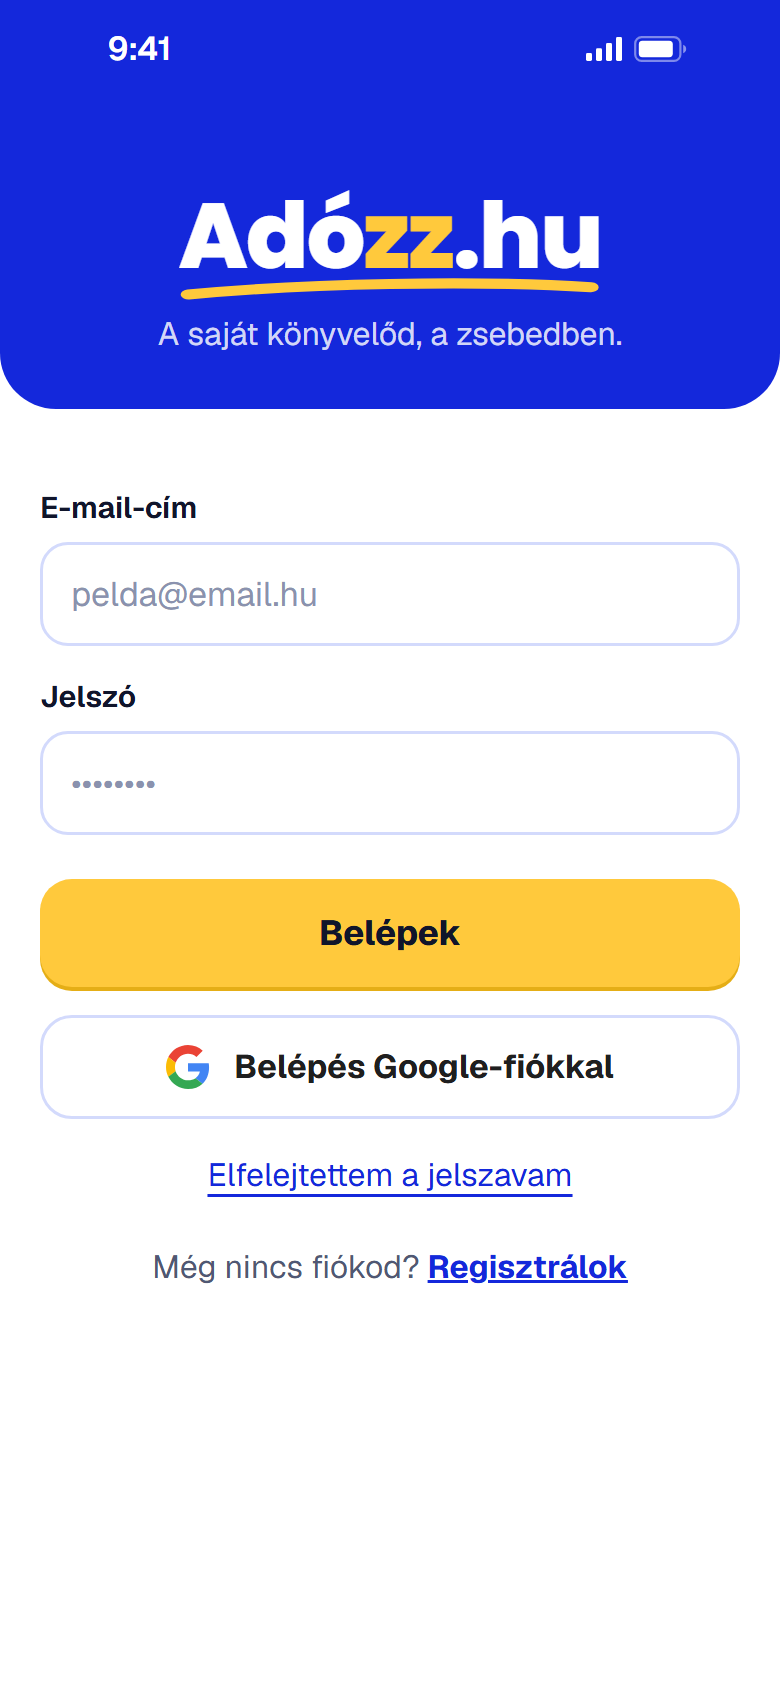 9:41
Adózz.hu
A saját könyvelőd, a zsebedben.
E-mail-cím
pelda@email.hu
Jelszó
••••••••
Belépek
Belépés Google-fiókkal
Elfelejtettem a jelszavam
Még nincs fiókod? Regisztrálok